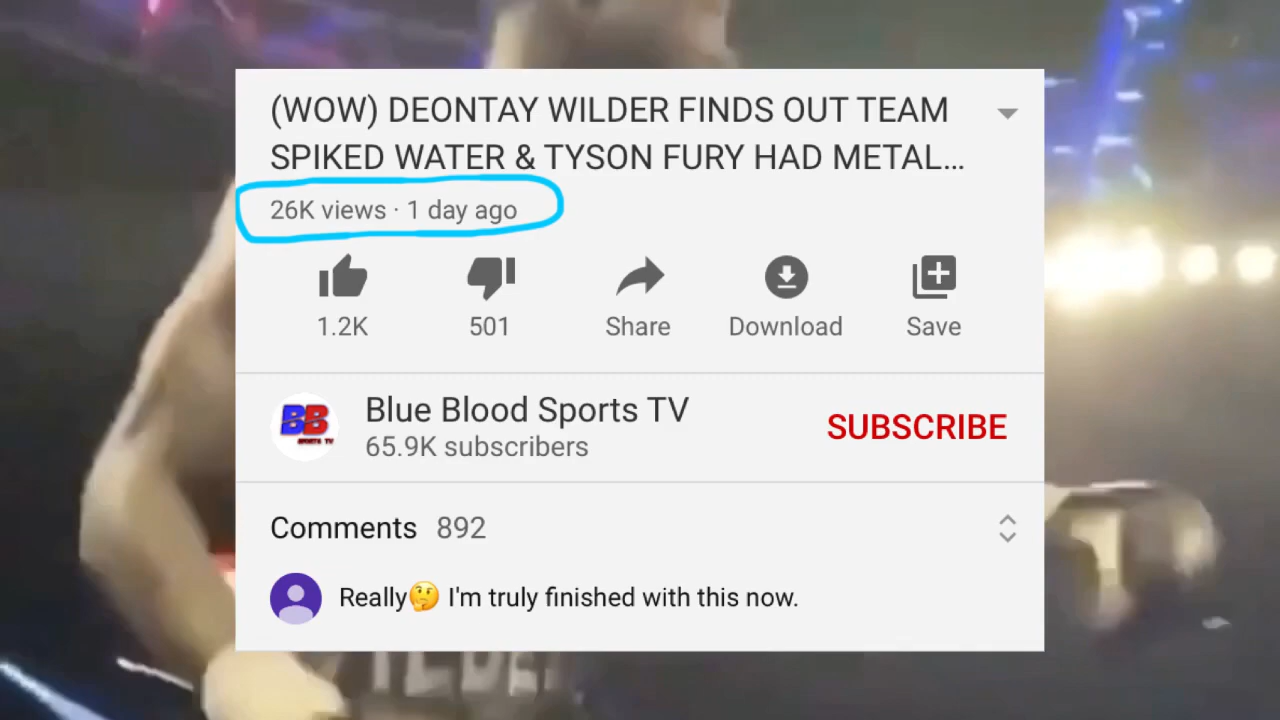 (WOW) DEONTAY WILDER FINDS OUT TEAM
SPIKED WATER & TYSON FURY HAD METAL...
26K views · 1 day ago
1.2K
501
Share
Download
Save
BB
SPORTS TV
Blue Blood Sports TV
65.9K subscribers
SUBSCRIBE
Comments 892
Really🤔 I'm truly finished with this now.
WILDER